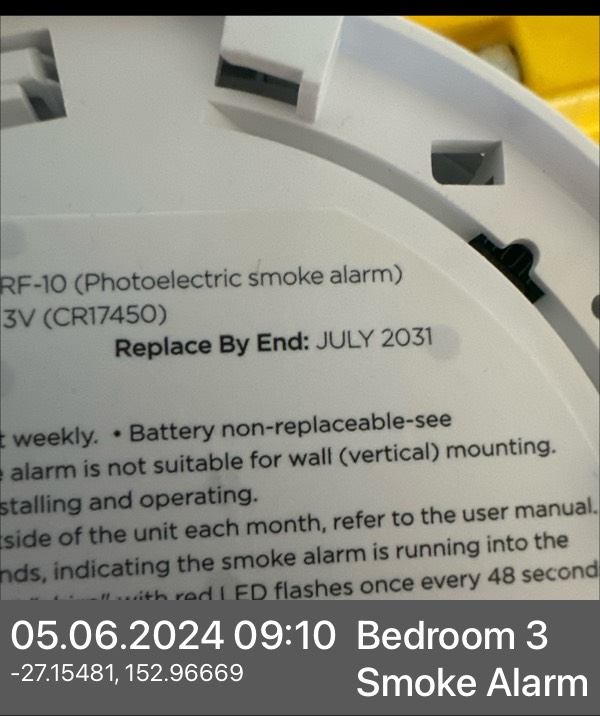 RF-10 (Photoelectric smoke alarm)
3V (CR17450)
Replace By End: JULY 2031
t weekly. • Battery non-replaceable-see
alarm is not suitable for wall (vertical) mounting.
stalling and operating.
side of the unit each month, refer to the user manual.
nds, indicating the smoke alarm is running into the
with red LED flashes once every 48 second
05.06.2024 09:10
-27.15481, 152.96669
Bedroom 3
Smoke Alarm